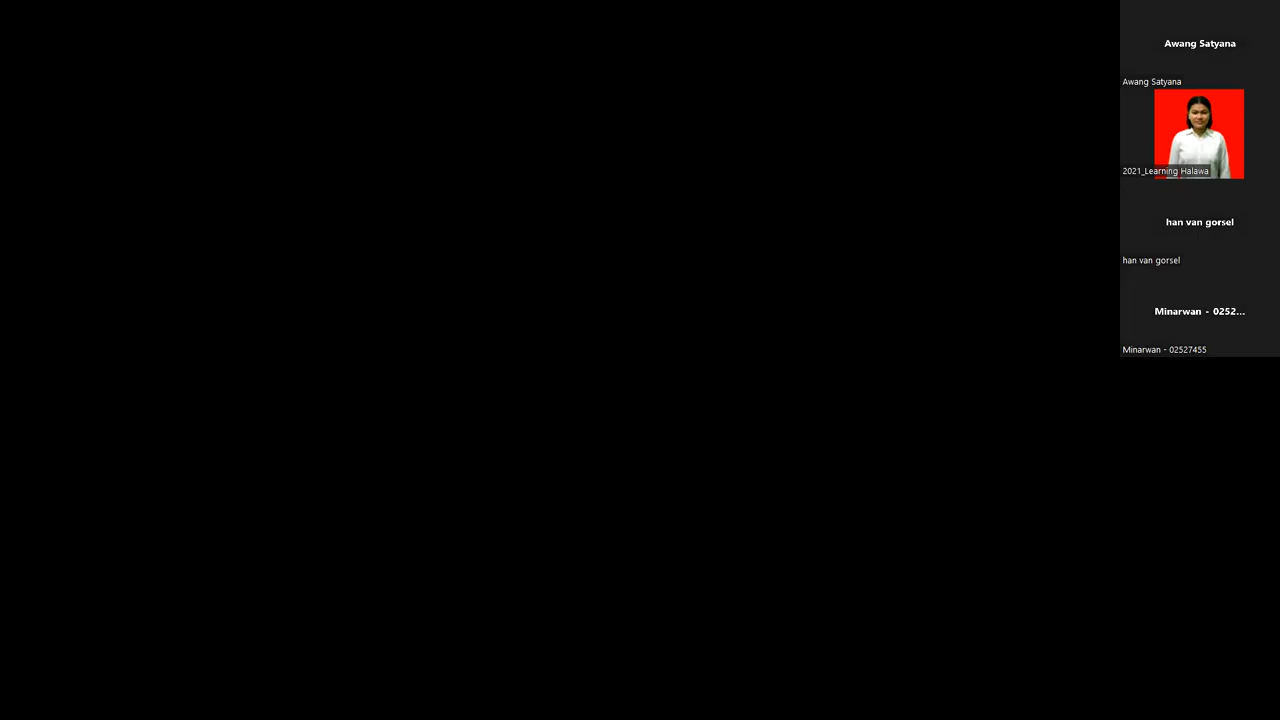 Awang Satyana
Awang Satyana
2021_Learning Halawa
han van gorsel
han van gorsel
Minarwan - 0252...
Minarwan - 02527455